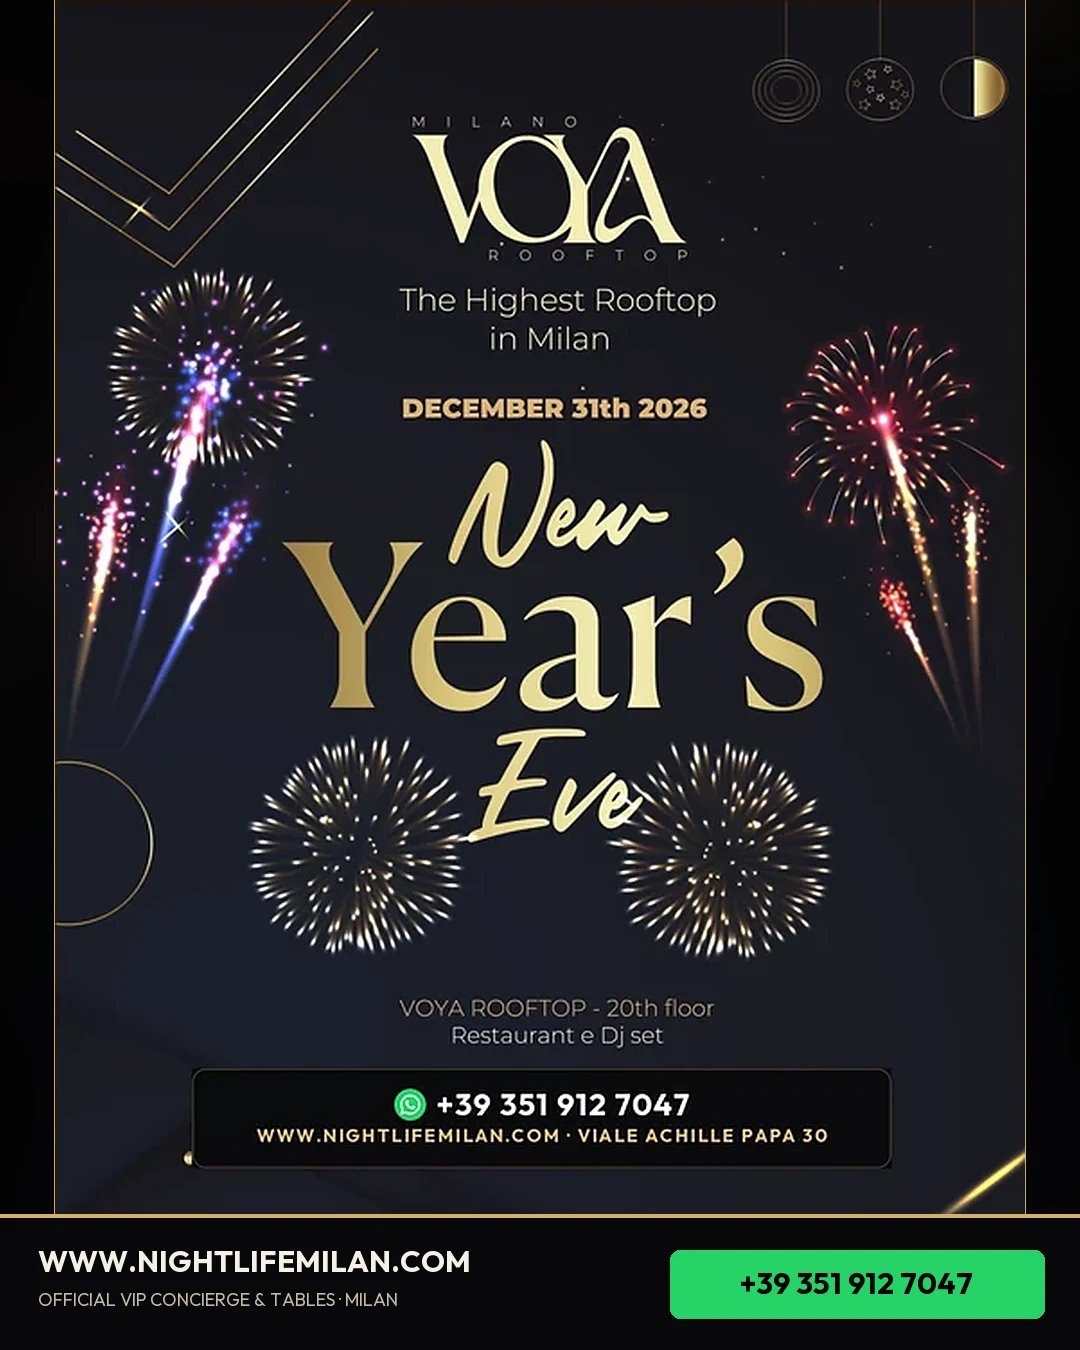 MILANO
VOYA
ROOFTOP
The Highest Rooftop
in Milan
DECEMBER 31th 2026
New
Year's
Eve
VOYA ROOFTOP - 20th floor
Restaurant e Dj set
+39 351 912 7047
WWW.NIGHTLIFEMILAN.COM · VIALE ACHILLE PAPA 30
WWW.NIGHTLIFEMILAN.COM
OFFICIAL VIP CONCIERGE & TABLES · MILAN
+39 351 912 7047